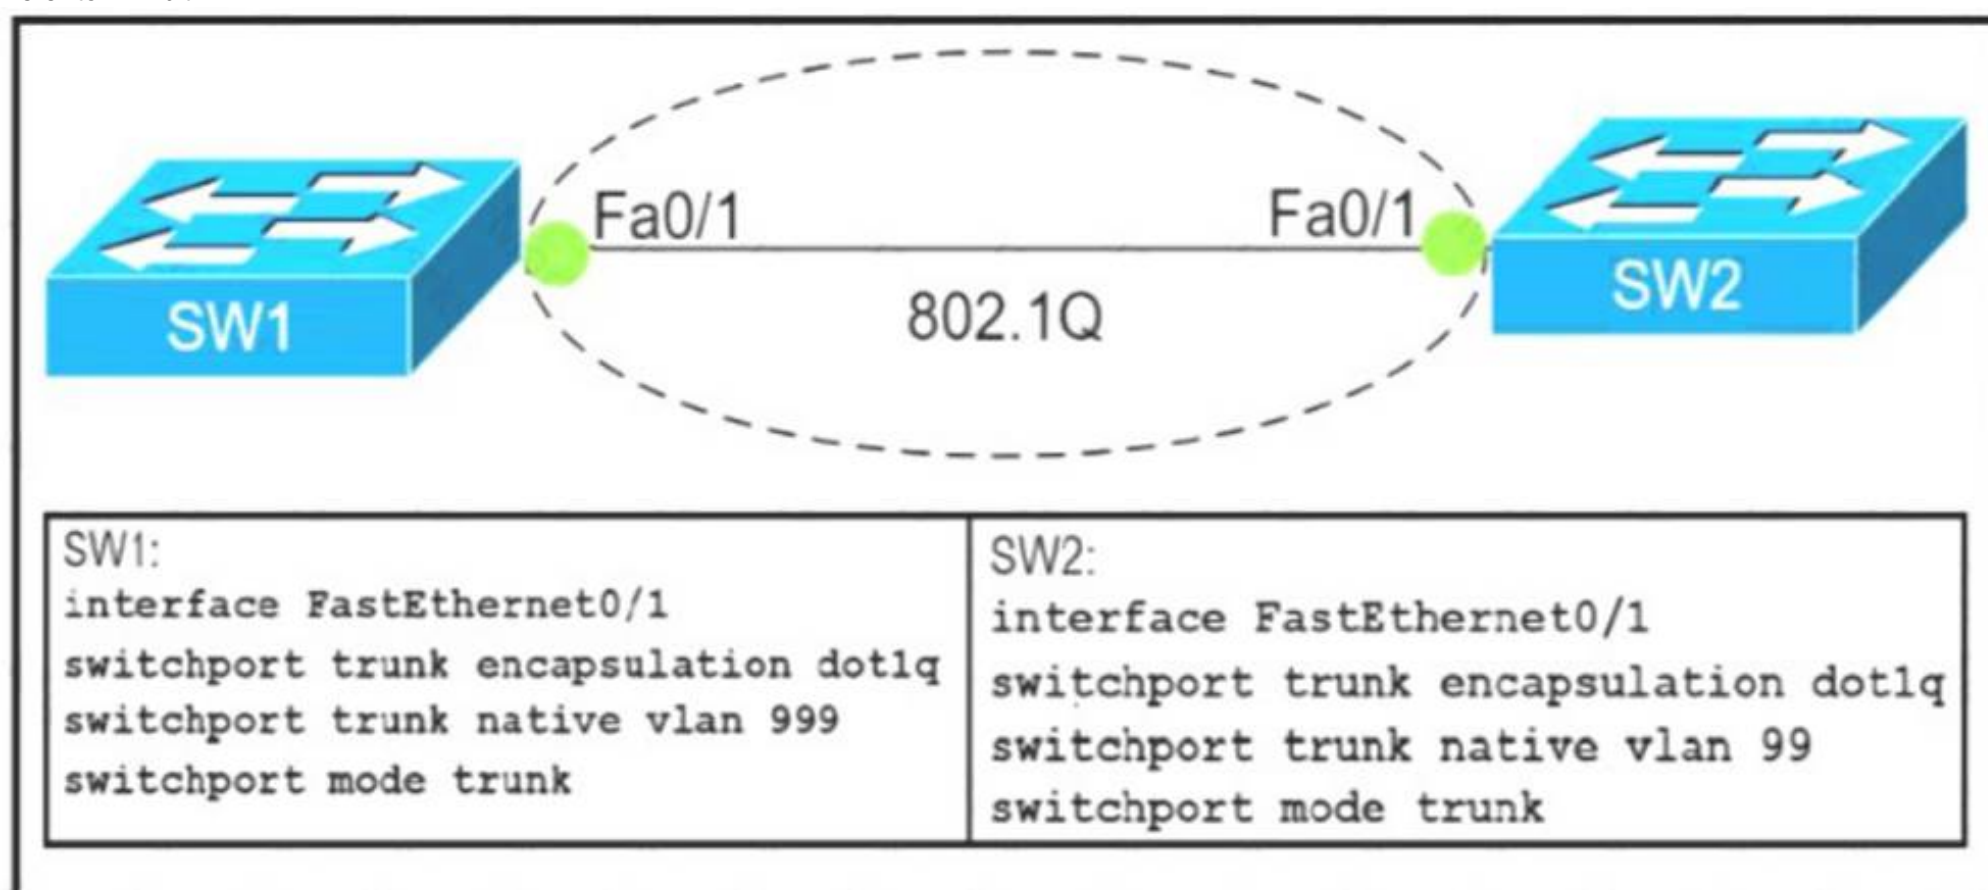 Fa0/1
Fa0/1
802.1Q
SW1
SW2
SW1:
interface FastEthernet0/1
switchport trunk encapsulation dot1q
switchport trunk native vlan 999
switchport mode trunk
SW2:
interface FastEthernet0/1
switchport trunk encapsulation dot1q
switchport trunk native vlan 99
switchport mode trunk